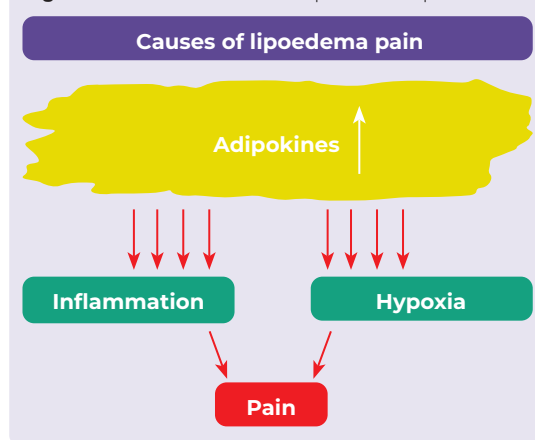 Causes of lipoedema pain
Adipokines
Inflammation
Hypoxia
Pain